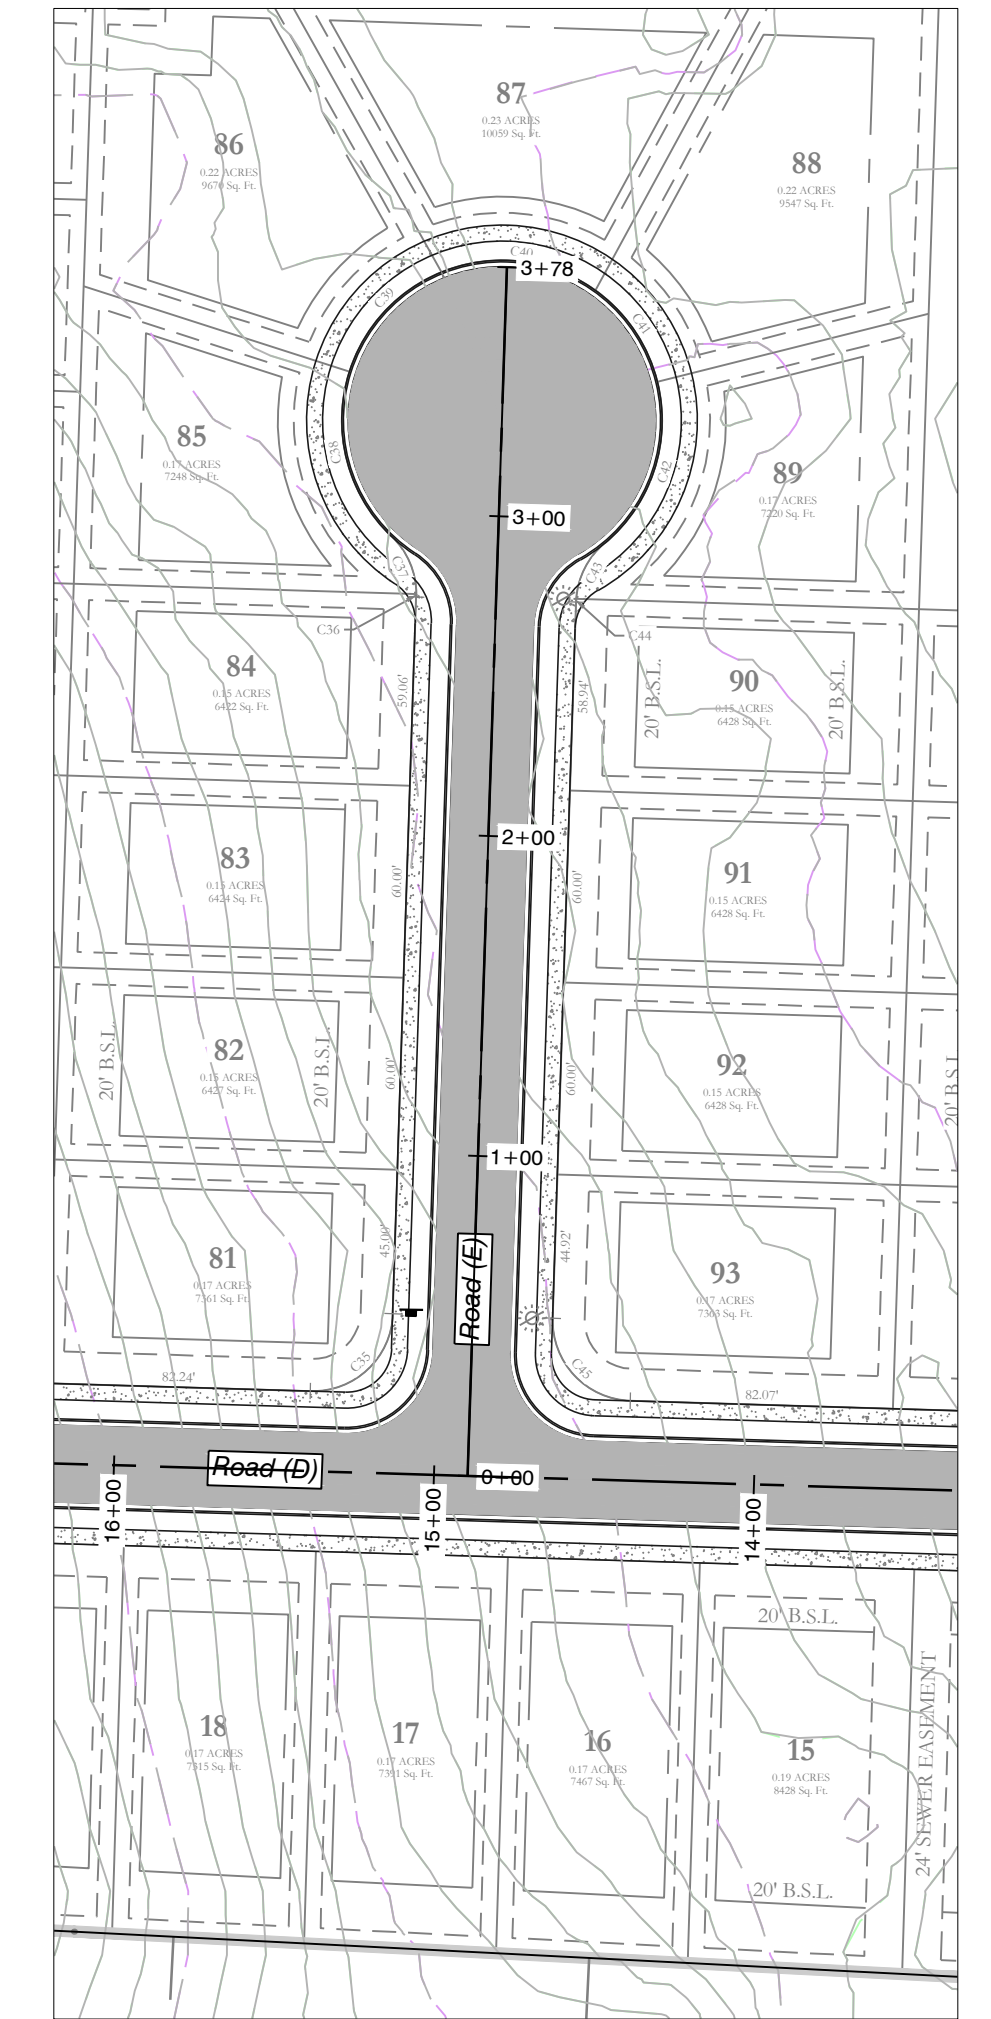 87
0.23 ACRES
10059 Sq. Ft.
86
0.22 ACRES
9670 Sq. Ft.
88
0.22 ACRES
9547 Sq. Ft.
C40
3+78
C39
C41
85
0.17 ACRES
7248 Sq. Ft.
C38
C42
89
0.17 ACRES
7220 Sq. Ft.
3+00
C37
C43
C36
C44
84
0.15 ACRES
6422 Sq. Ft.
59.06'
58.94'
20' B.S.L.
90
0.15 ACRES
6428 Sq. Ft.
20' B.S.L.
2+00
83
0.15 ACRES
6424 Sq. Ft.
60.00'
60.00'
91
0.15 ACRES
6428 Sq. Ft.
20' B.S.L.
82
0.15 ACRES
6427 Sq. Ft.
20' B.S.L.
60.00'
60.00'
92
0.15 ACRES
6428 Sq. Ft.
20' B.S.L
1+00
81
0.17 ACRES
7361 Sq. Ft.
45.00'
Road (E)
44.92'
93
0.17 ACRES
7363 Sq. Ft.
C35
C45
82.24'
82.07'
Road (D)
0+00
16+00
15+00
14+00
20' B.S.L.
18
0.17 ACRES
7315 Sq. Ft.
17
0.17 ACRES
7391 Sq. Ft.
16
0.17 ACRES
7467 Sq. Ft.
15
0.19 ACRES
8428 Sq. Ft.
24' SEWER EASEMENT
20' B.S.L.